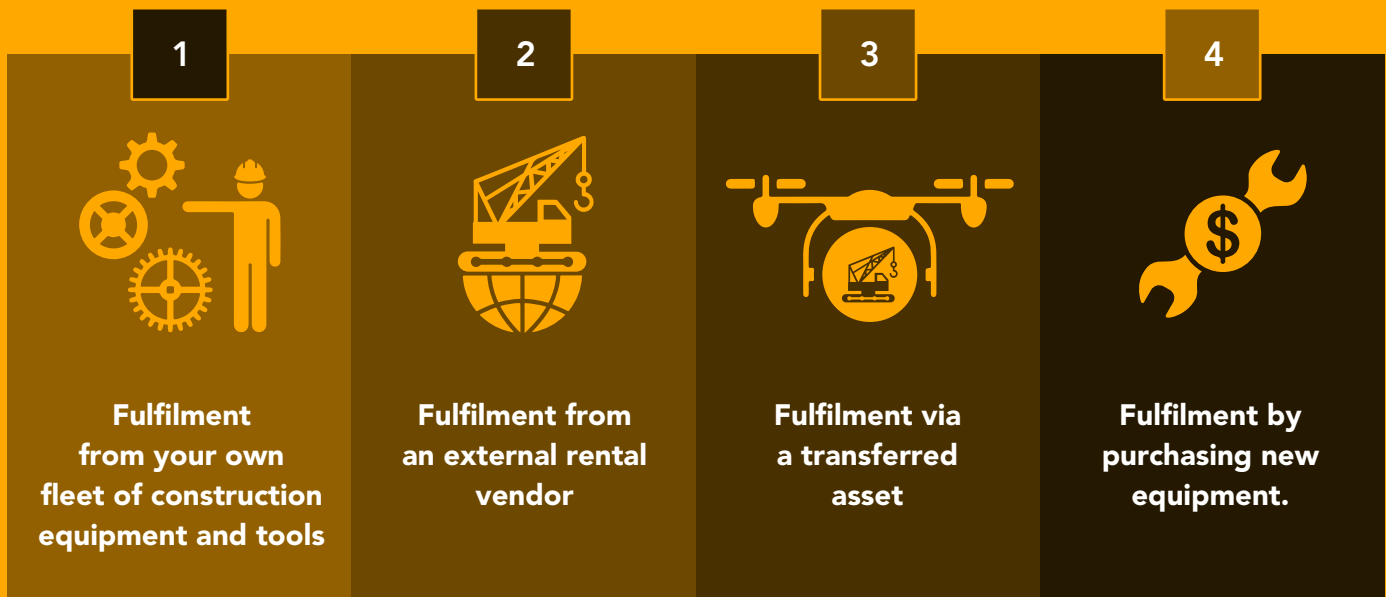 1
Fulfilment
from your own
fleet of construction
equipment and tools
2
Fulfilment from
an external rental
vendor
3
Fulfilment via
a transferred
asset
4
$
Fulfilment by
purchasing new
equipment.